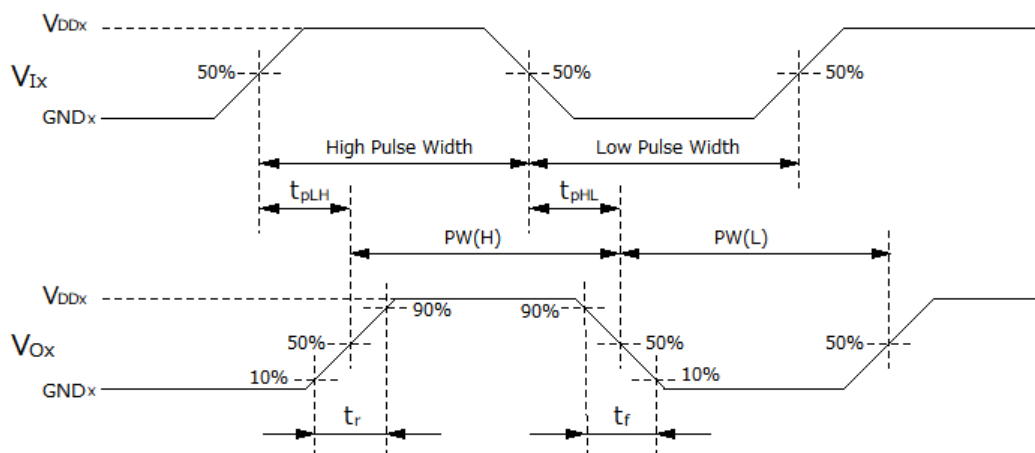 VDDx
VIx
50% 50% 50%
GNDx
High Pulse Width Low Pulse Width
tpLH tpHL
PW(H) PW(L)
VDDx
90% 90%
VOx
50% 50% 50%
10% 10%
GNDx
tr tf